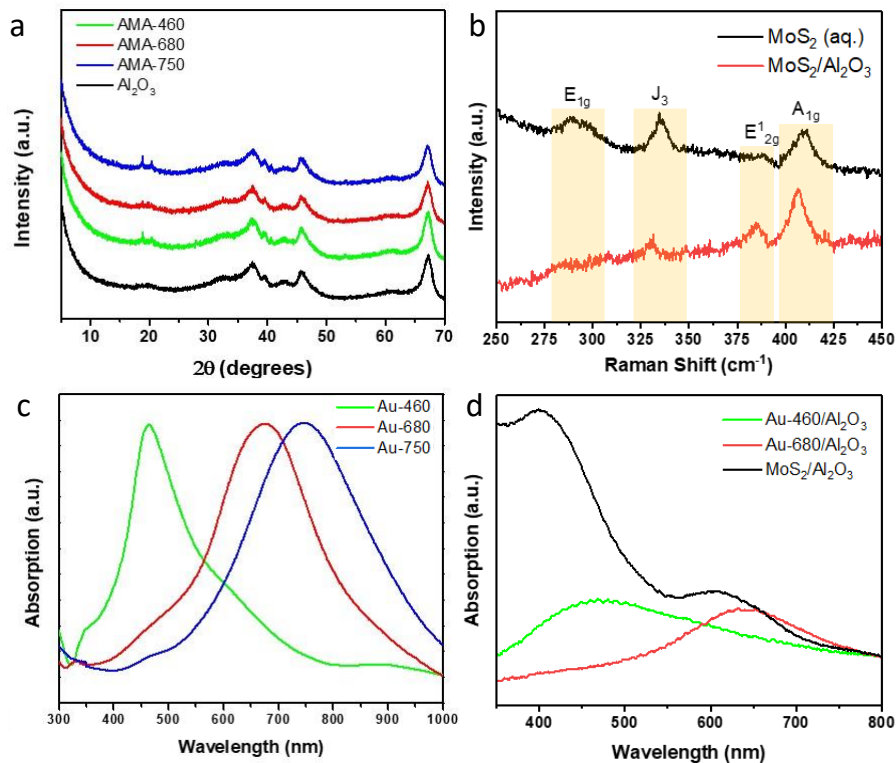 a
AMA-460
AMA-680
AMA-750
Al₂O₃
Intensity (a.u.)
10 20 30 40 50 60 70
2θ (degrees)
b
MoS₂ (aq.)
MoS₂/Al₂O₃
E₁g
J₃
E¹₂g
A₁g
Intensity (a.u.)
250 275 300 325 350 375 400 425 450
Raman Shift (cm⁻¹)
c
Au-460
Au-680
Au-750
Absorption (a.u.)
300 400 500 600 700 800 900 1000
Wavelength (nm)
d
Au-460/Al₂O₃
Au-680/Al₂O₃
MoS₂/Al₂O₃
Absorption (a.u.)
400 500 600 700 800
Wavelength (nm)